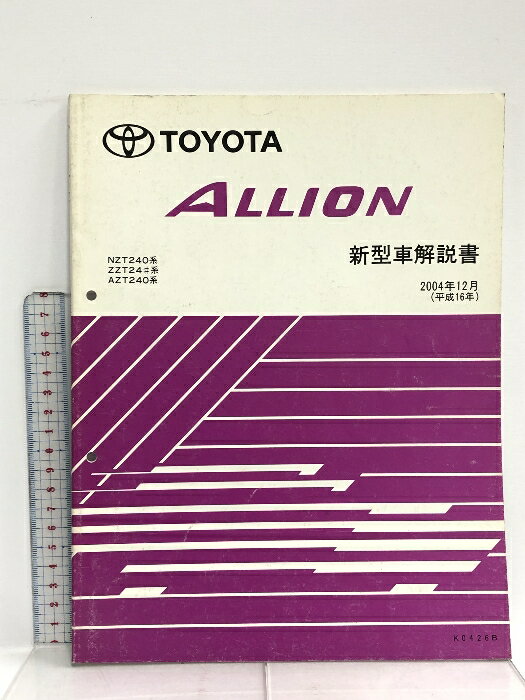 TOYOTA
ALLION
新型車解説書
NZT240系
ZZT24#系
AZT240系
2004年12月
(平成16年)
K0426B